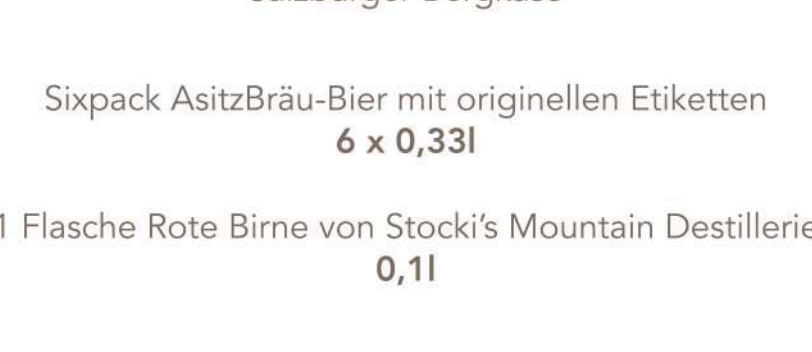 Sixpack AsitzBräu-Bier mit originellen Etiketten
6 x 0,33l
1 Flasche Rote Birne von Stocki’s Mountain Destillerie
0,1l